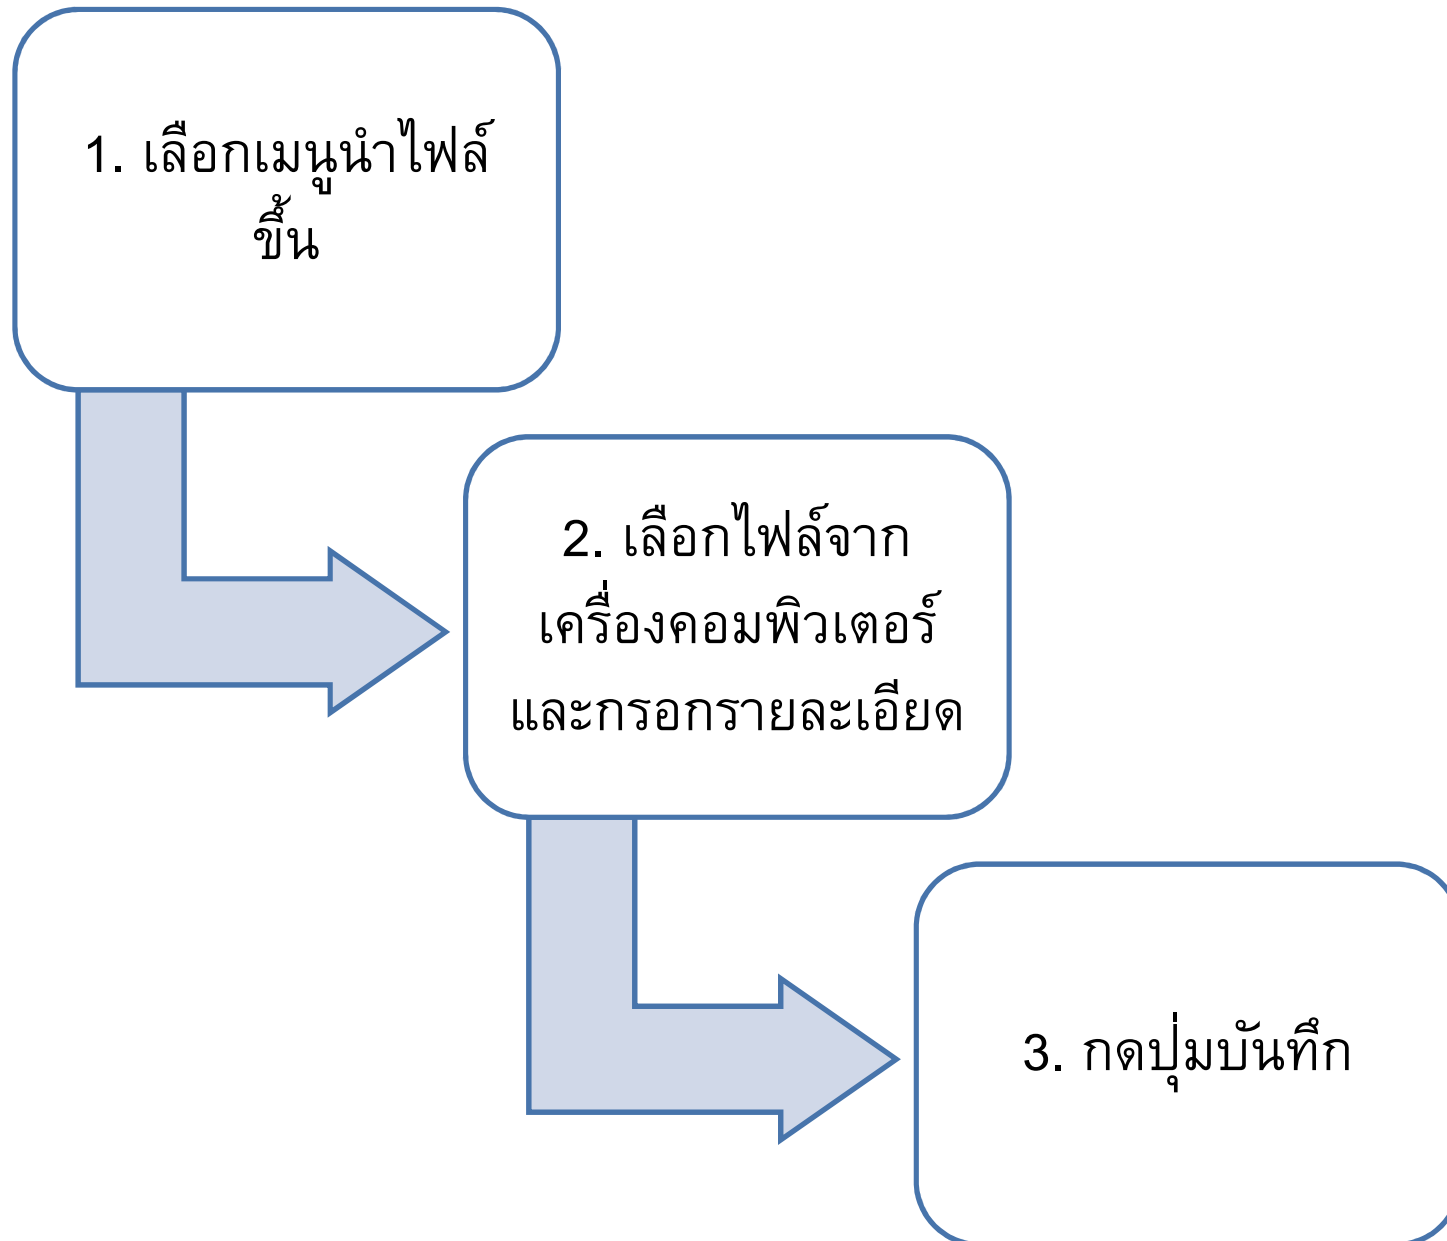 1. เลือกเมนูนำไฟล์
ขึ้น
2. เลือกไฟล์จาก
เครื่องคอมพิวเตอร์
และกรอกรายละเอียด
3. กดปุ่มบันทึก